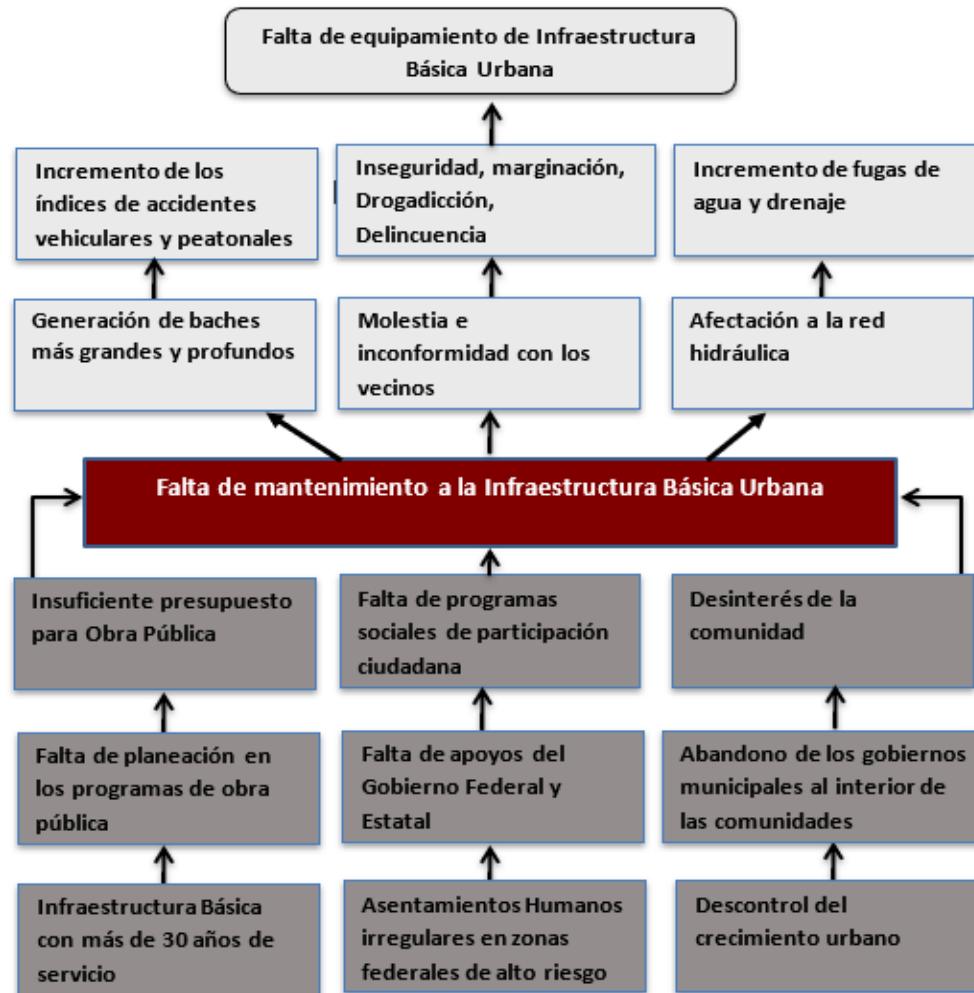 Falta de equipamiento de Infraestructura
Básica Urbana
Incremento de los
índices de accidentes
vehiculares y peatonales
Inseguridad, marginación,
Drogadicción,
Delincuencia
Incremento de fugas de
agua y drenaje
Generación de baches
más grandes y profundos
Molestia e
inconformidad con los
vecinos
Afectación a la red
hidráulica
Falta de mantenimiento a la Infraestructura Básica Urbana
Insuficiente presupuesto
para Obra Pública
Falta de programas
sociales de participación
ciudadana
Desinterés de la
comunidad
Falta de planeación en
los programas de obra
pública
Falta de apoyos del
Gobierno Federal y
Estatal
Abandono de los gobiernos
municipales al interior de
las comunidades
Infraestructura Básica
con más de 30 años de
servicio
Asentamientos Humanos
irregulares en zonas
federales de alto riesgo
Descontrol del
crecimiento urbano